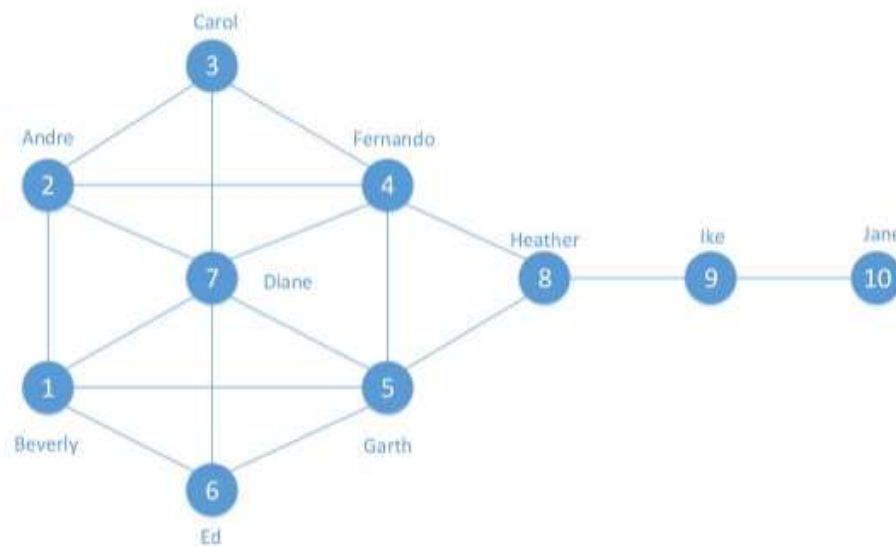 Carol
3
Andre
Fernando
2
4
Heather
Ike
Jane
7
Diane
8
9
10
1
5
Beverly
Garth
6
Ed